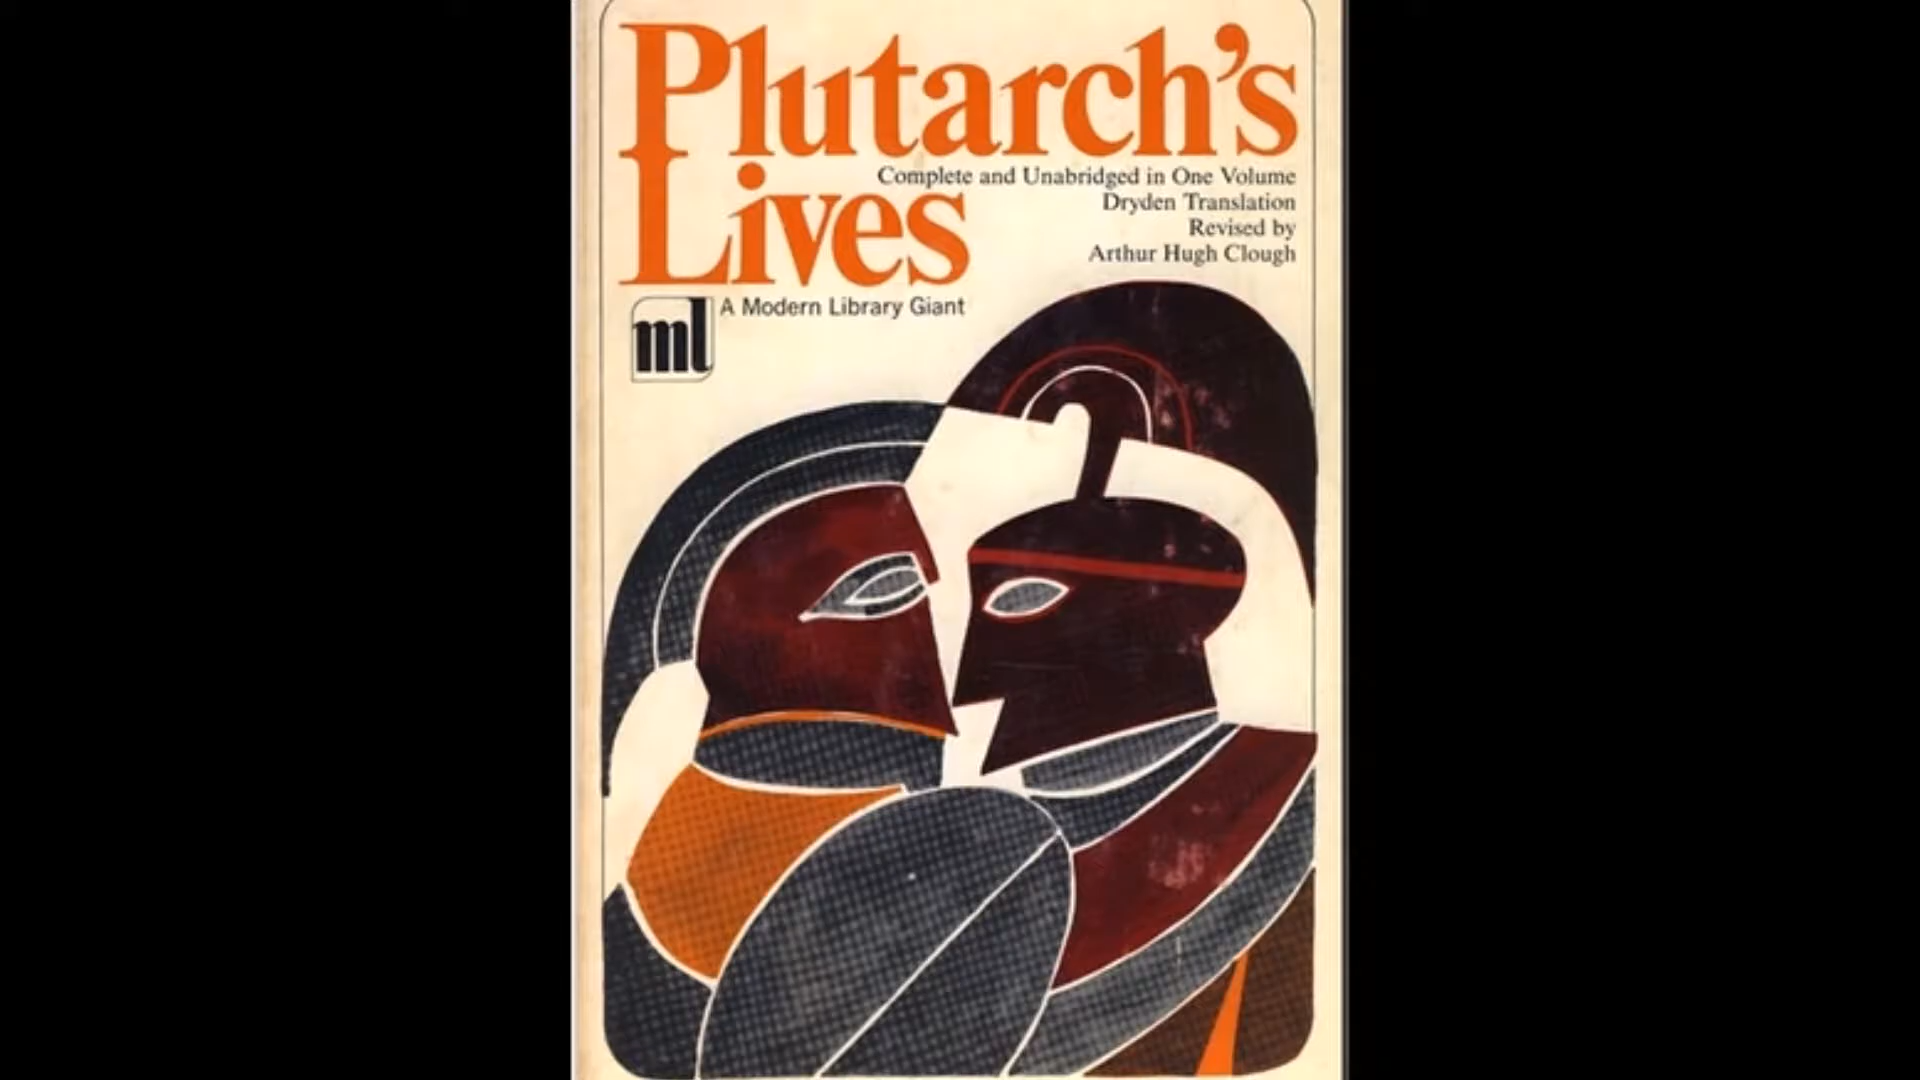 Plutarch's
Lives
Complete and Unabridged in One Volume
Dryden Translation
Revised by
Arthur Hugh Clough
ml
A Modern Library Giant